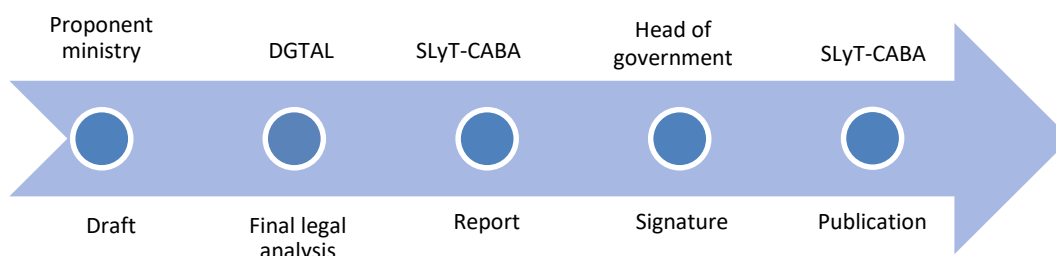 Proponent
ministry
DGTAL
SLyT-CABA
Head of
government
SLyT-CABA
Draft
Final legal
analysis
Report
Signature
Publication